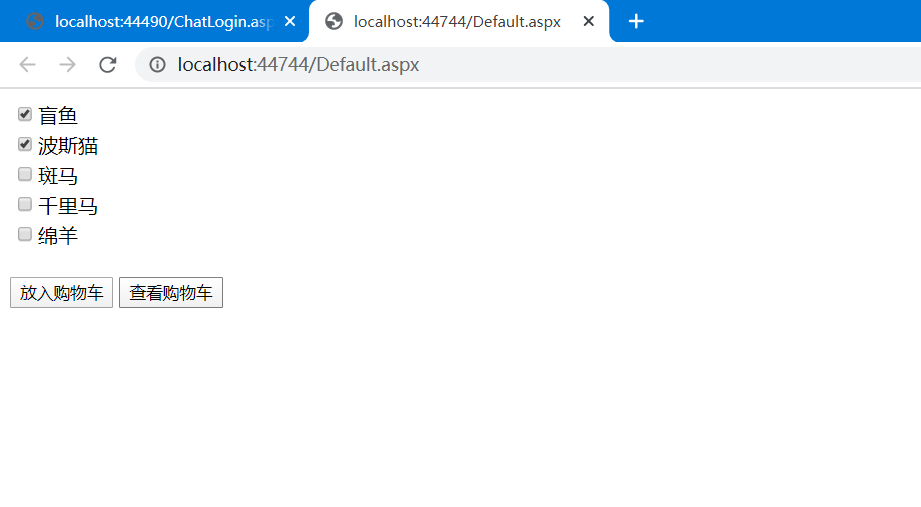 localhost:44490/ChatLogin.asp
localhost:44744/Default.aspx
localhost:44744/Default.aspx
盲鱼
波斯猫
斑马
千里马
绵羊
放入购物车 查看购物车